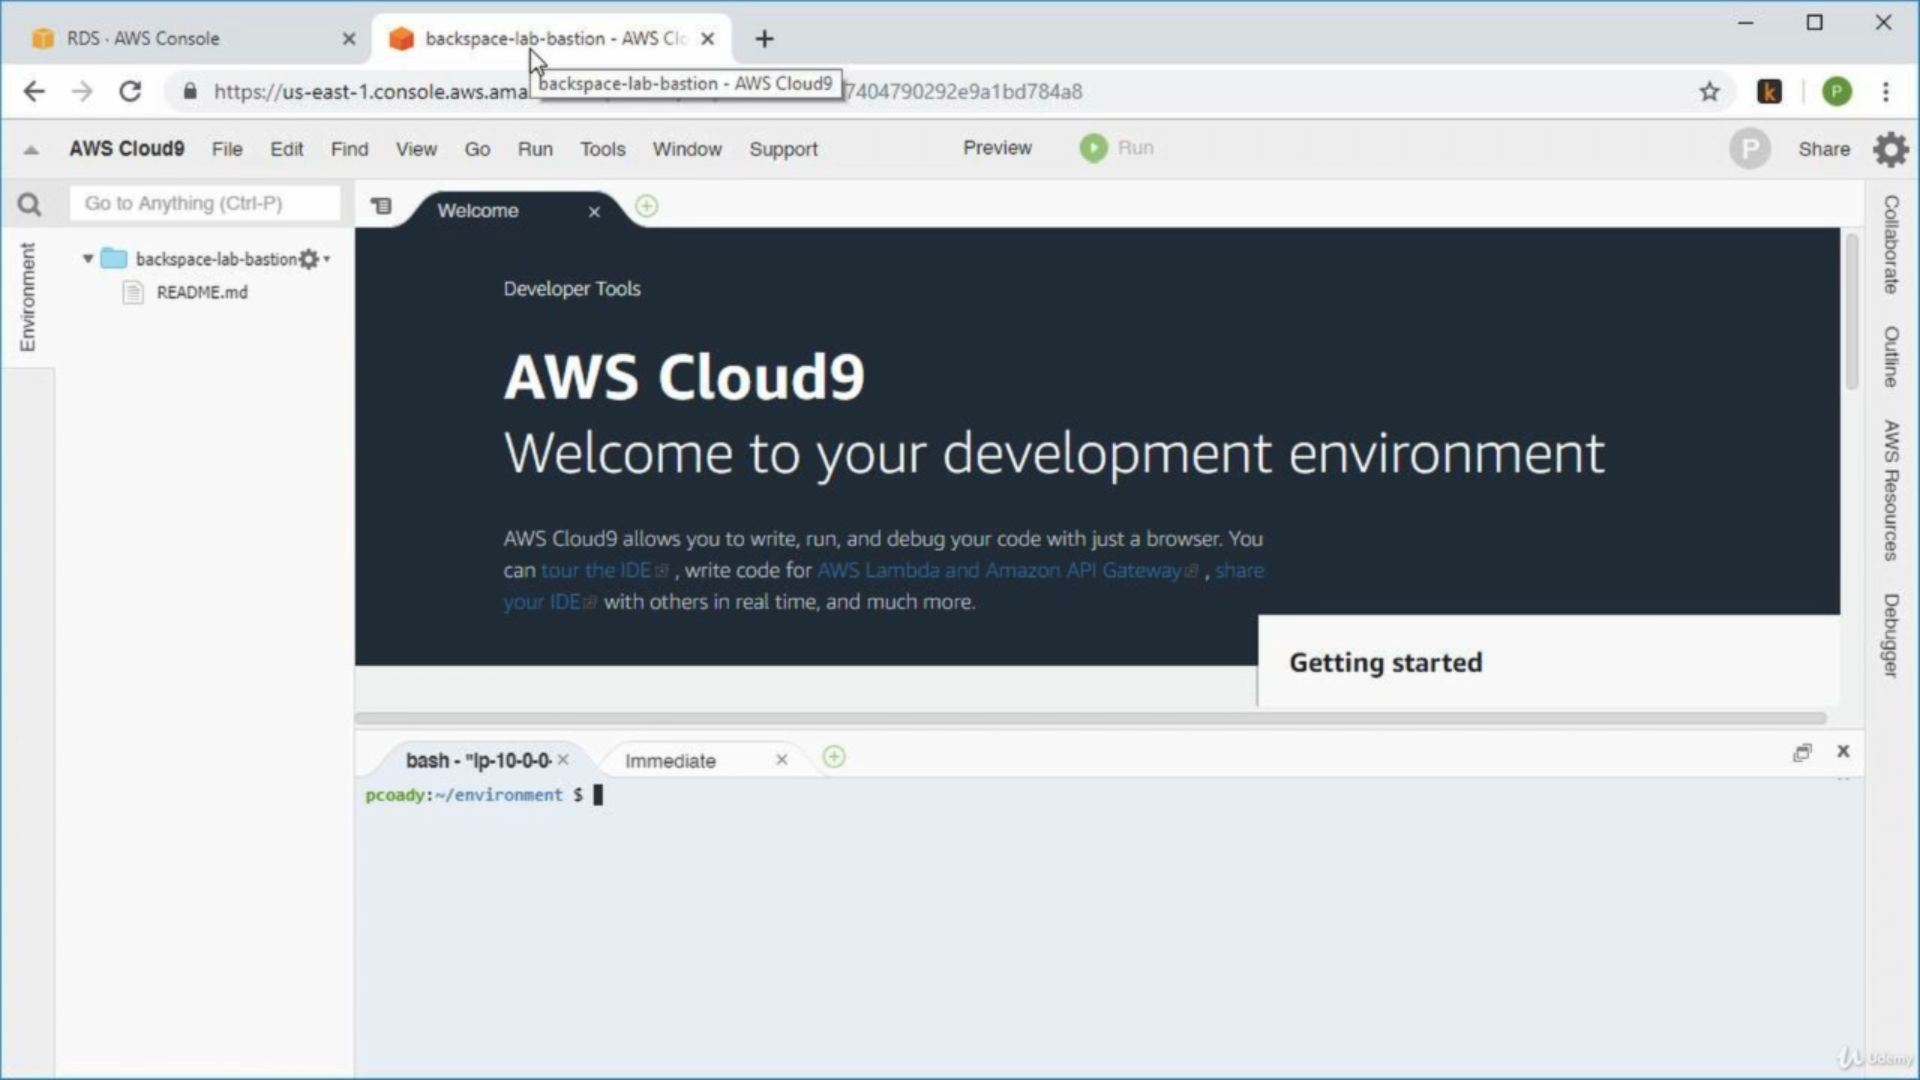 RDS · AWS Console
backspace-lab-bastion - AWS Clo
backspace-lab-bastion - AWS Cloud9
https://us-east-1.console.aws.ama
7404790292e9a1bd784a8
k
P
AWS Cloud9 File Edit Find View Go Run Tools Window Support Preview Run P Share
Go to Anything (Ctrl-P)
Welcome
Environment
backspace-lab-bastion
README.md
Developer Tools
AWS Cloud9
Welcome to your development environment
AWS Cloud9 allows you to write, run, and debug your code with just a browser. You
can tour the IDE , write code for AWS Lambda and Amazon API Gateway , share
your IDE with others in real time, and much more.
Getting started
Collaborate
Outline
AWS Resources
Debugger
bash - "ip-10-0-0-
Immediate
pcoady:~/environment $
Udemy